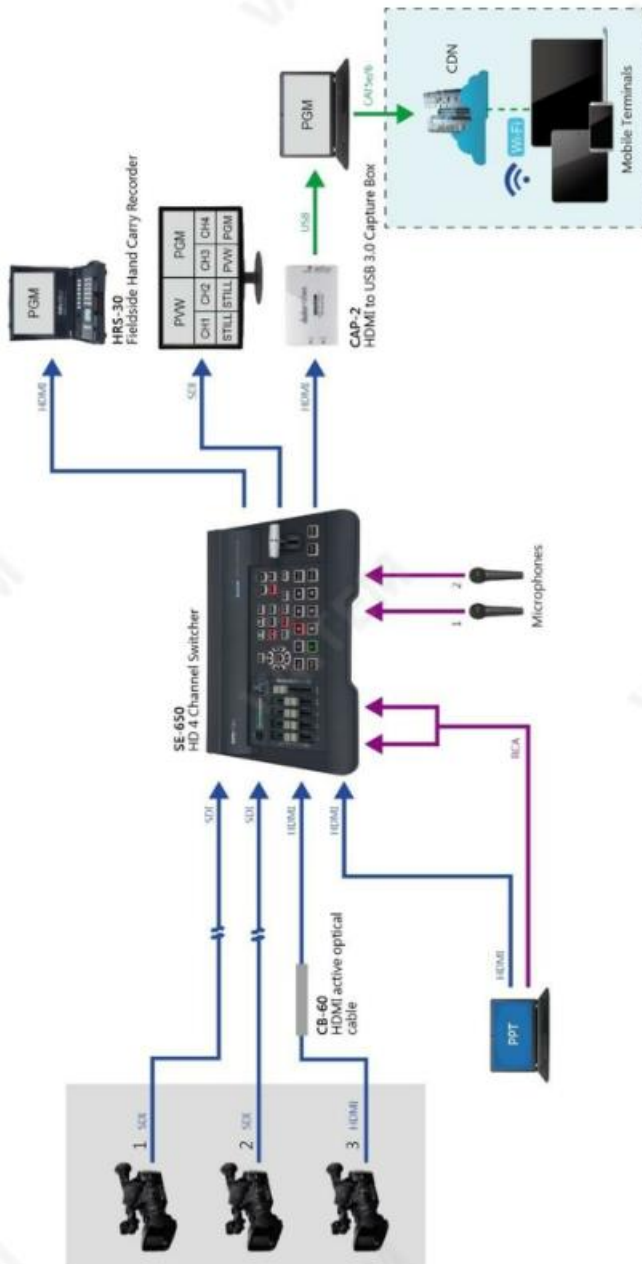 1
SDI
2
SDI
3
HDMI
SDI
SDI
HDMI
HDMI
CB-60
HDMI active optical
cable
PPT
HDMI
RCA
SE-650
HD 4 Channel Switcher
1
2
Microphones
HDMI
SDI
HDMI
PGM
HRS-30
Fieldside Hand Carry Recorder
PVW
PGM
CH1
CH2
CH3
CH4
STILL
STILL
PVW
PGM
CAP-2
HDMI to USB 3.0 Capture Box
USB
PGM
CAT5e/6
CDN
Wi-Fi
Mobile Terminals